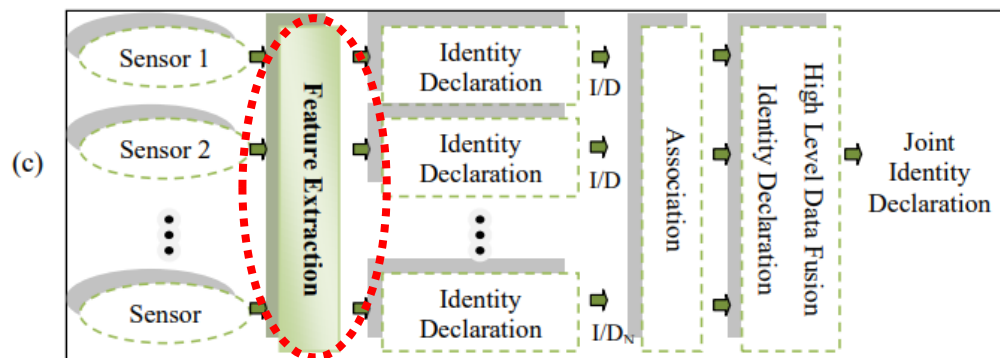 (c)
Sensor 1
Sensor 2
Sensor
Feature Extraction
Identity
Declaration
Identity
Declaration
Identity
Declaration
I/D
I/D
I/D_N
Association
High Level Data Fusion
Identity Declaration
Joint
Identity
Declaration